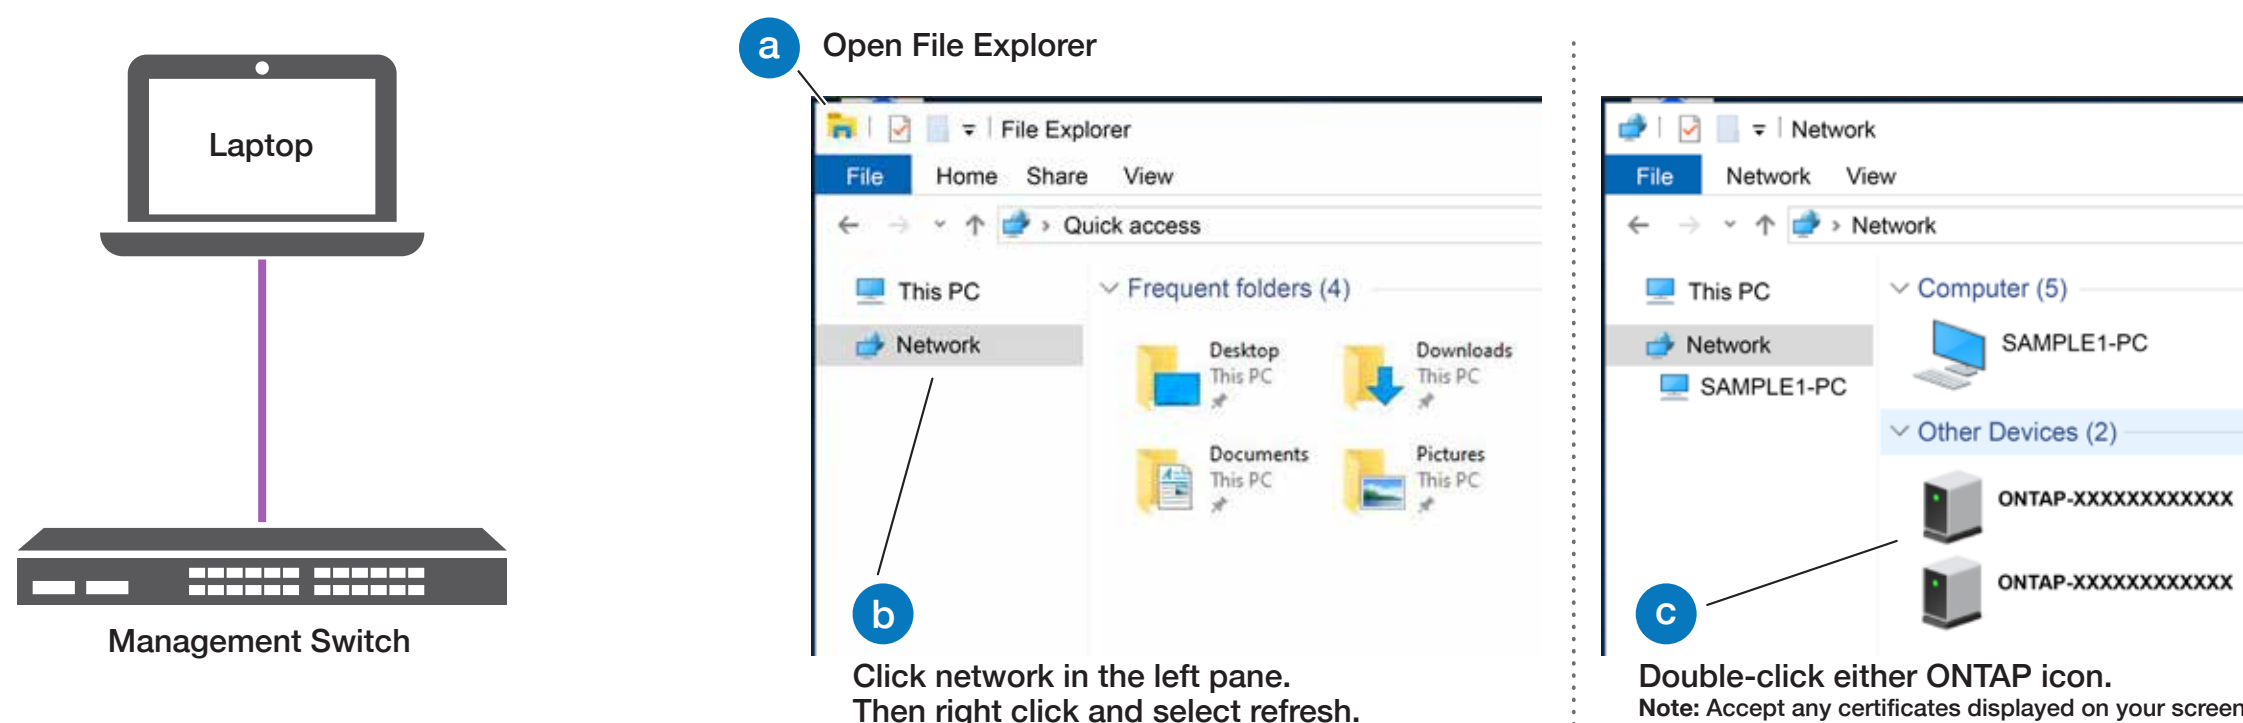 Laptop
Management Switch
a
Open File Explorer
File Explorer
File Home Share View
Quick access
This PC
Network
Frequent folders (4)
Desktop
This PC
Downloads
This PC
Documents
This PC
Pictures
This PC
b
Click network in the left pane.
Then right click and select refresh.
Network
File Network View
Network
This PC
Network
SAMPLE1-PC
Computer (5)
SAMPLE1-PC
Other Devices (2)
ONTAP-XXXXXXXXXXXX
ONTAP-XXXXXXXXXXXX
c
Double-click either ONTAP icon.
Note: Accept any certificates displayed on your screen